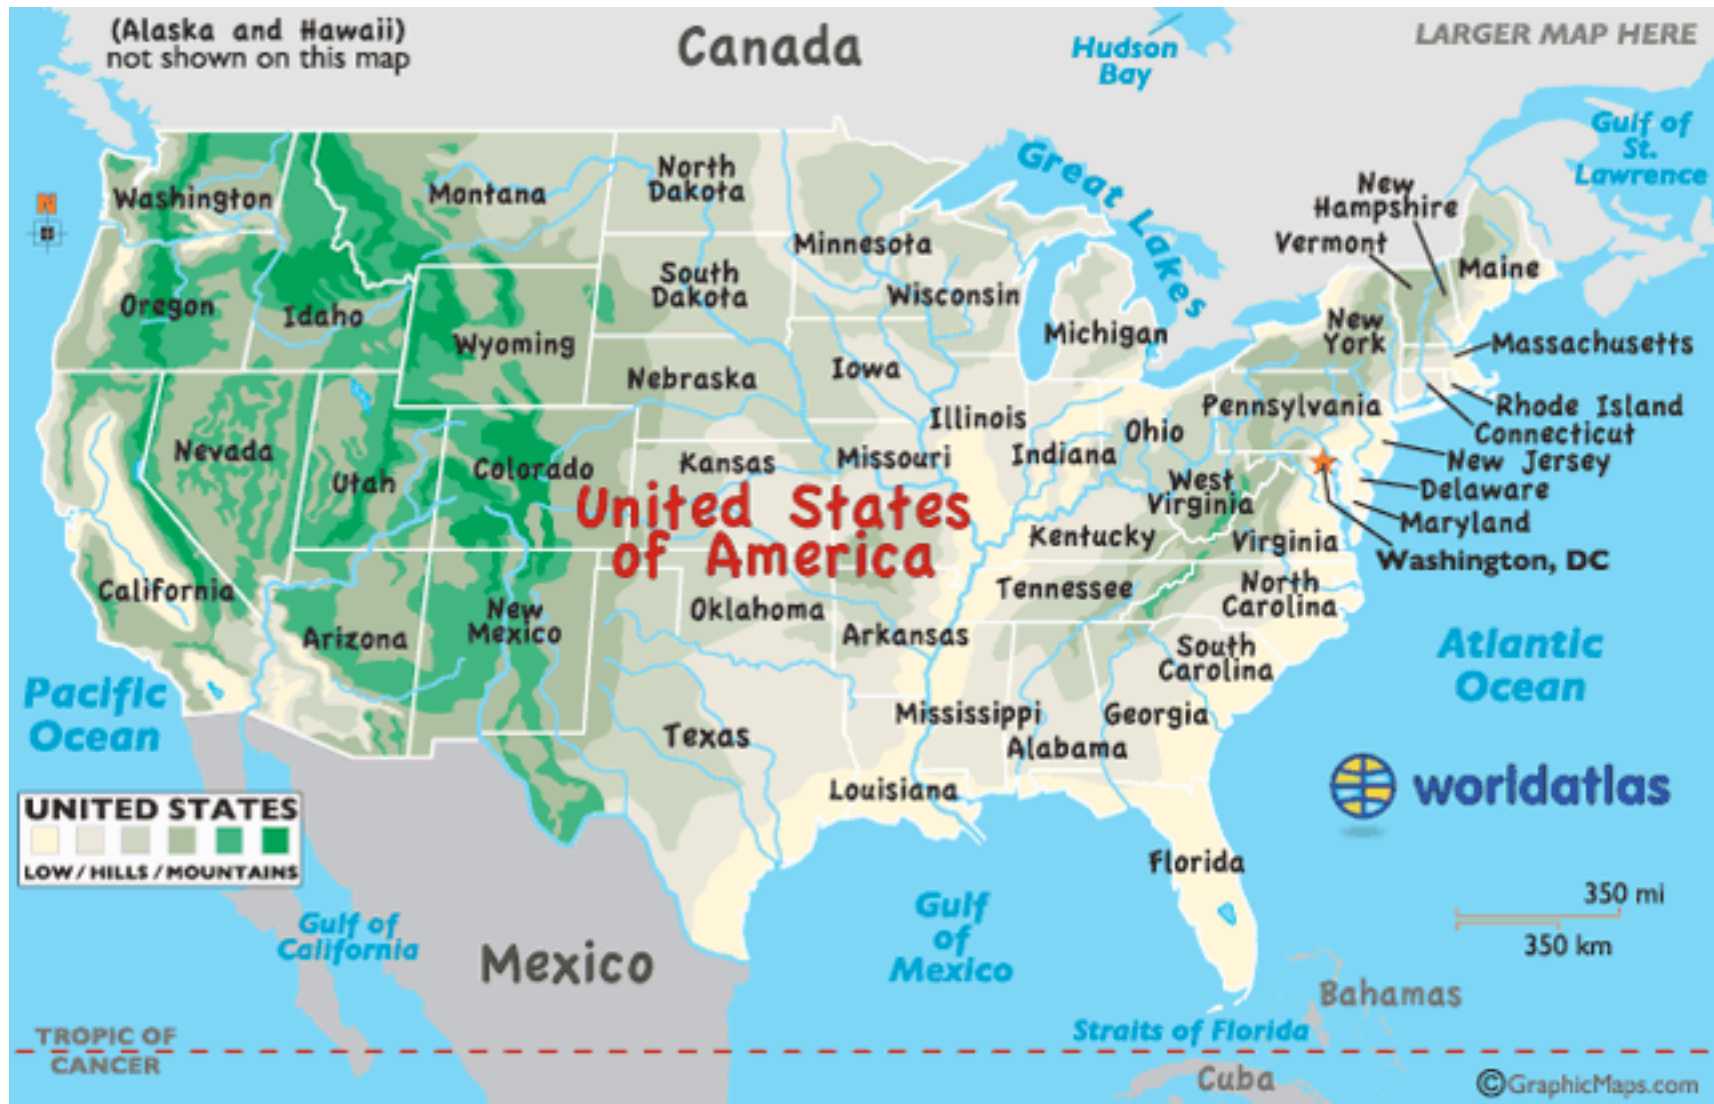 (Alaska and Hawaii)
not shown on this map
Canada
Hudson
Bay
LARGER MAP HERE
Gulf of
St.
Lawrence
Great Lakes
N
Washington
Montana
North
Dakota
Minnesota
New
Hampshire
Vermont
Maine
Oregon
Idaho
South
Dakota
Wisconsin
Michigan
New
York
Massachusetts
Wyoming
Nebraska
Iowa
Illinois
Indiana
Ohio
Pennsylvania
Rhode Island
Connecticut
New Jersey
Delaware
Maryland
Washington, DC
Nevada
Utah
Colorado
Kansas
Missouri
West
Virginia
Virginia
Kentucky
United States
of America
California
Arizona
New
Mexico
Oklahoma
Arkansas
Tennessee
North
Carolina
South
Carolina
Atlantic
Ocean
Pacific
Ocean
Texas
Mississippi
Alabama
Georgia
Louisiana
Florida
worldatlas
UNITED STATES
LOW / HILLS / MOUNTAINS
Gulf of
California
Mexico
Gulf
of
Mexico
350 mi
350 km
Bahamas
Straits of Florida
TROPIC OF
CANCER
Cuba
©GraphicMaps.com